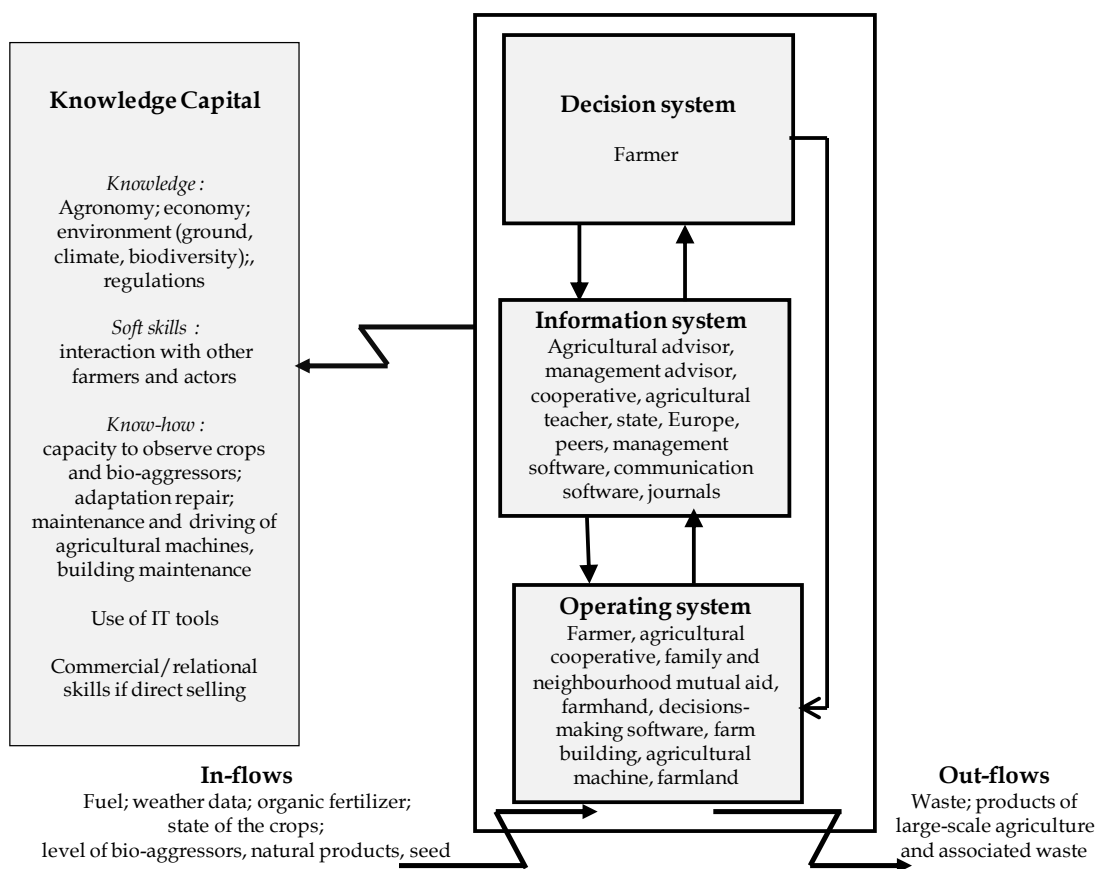 Knowledge Capital
Knowledge :
Agronomy; economy;
environment (ground,
climate, biodiversity);,
regulations
Soft skills :
interaction with other
farmers and actors
Know-how :
capacity to observe crops
and bio-aggressors;
adaptation repair;
maintenance and driving of
agricultural machines,
building maintenance
Use of IT tools
Commercial/relational
skills if direct selling
Decision system
Farmer
Information system
Agricultural advisor,
management advisor,
cooperative, agricultural
teacher, state, Europe,
peers, management
software, communication
software, journals
Operating system
Farmer, agricultural
cooperative, family and
neighbourhood mutual aid,
farmhand, decisions-
making software, farm
building, agricultural
machine, farmland
In-flows
Fuel; weather data; organic fertilizer;
state of the crops;
level of bio-aggressors, natural products, seed
Out-flows
Waste; products of
large-scale agriculture
and associated waste